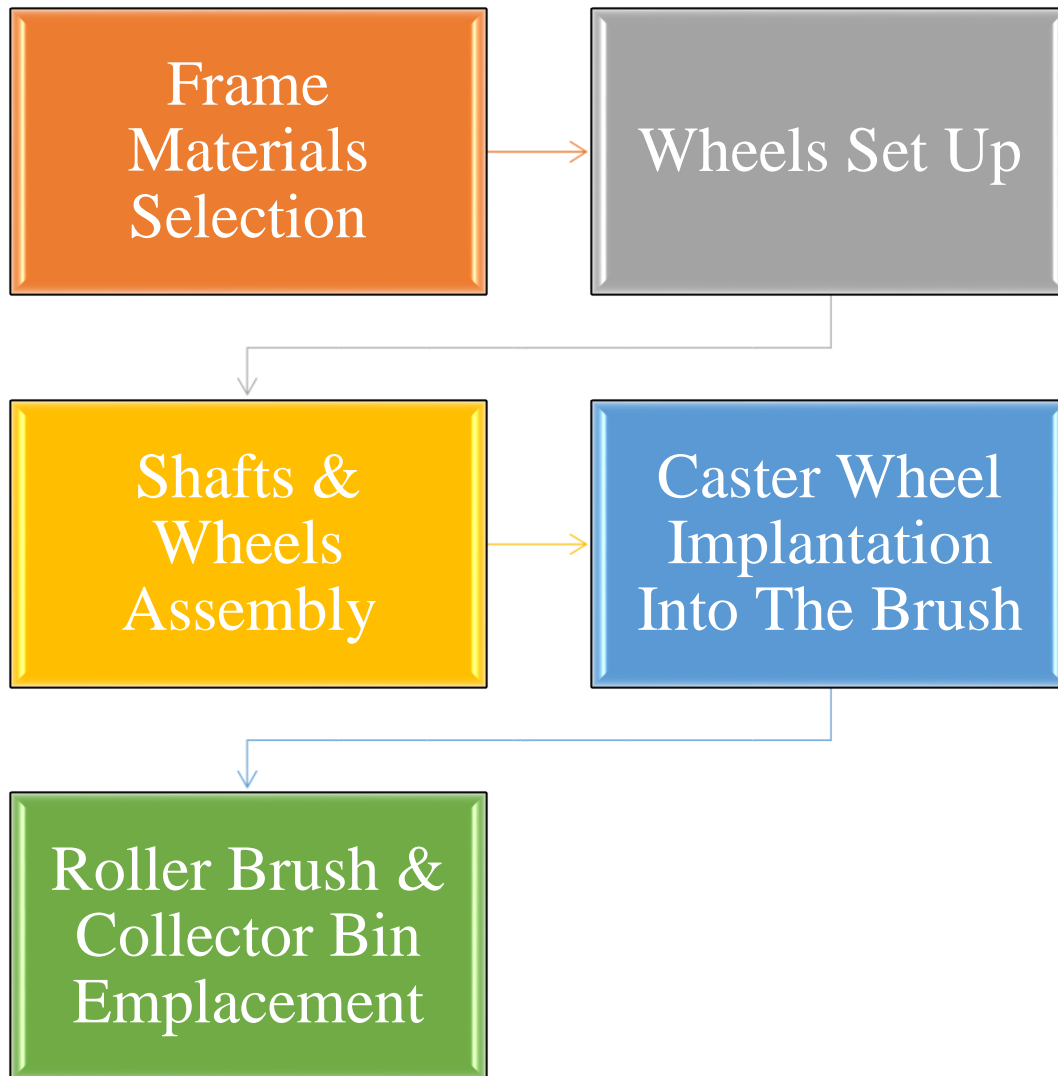 Frame
Materials
Selection
Wheels Set Up
Shafts &
Wheels
Assembly
Caster Wheel
Implantation
Into The Brush
Roller Brush &
Collector Bin
Emplacement